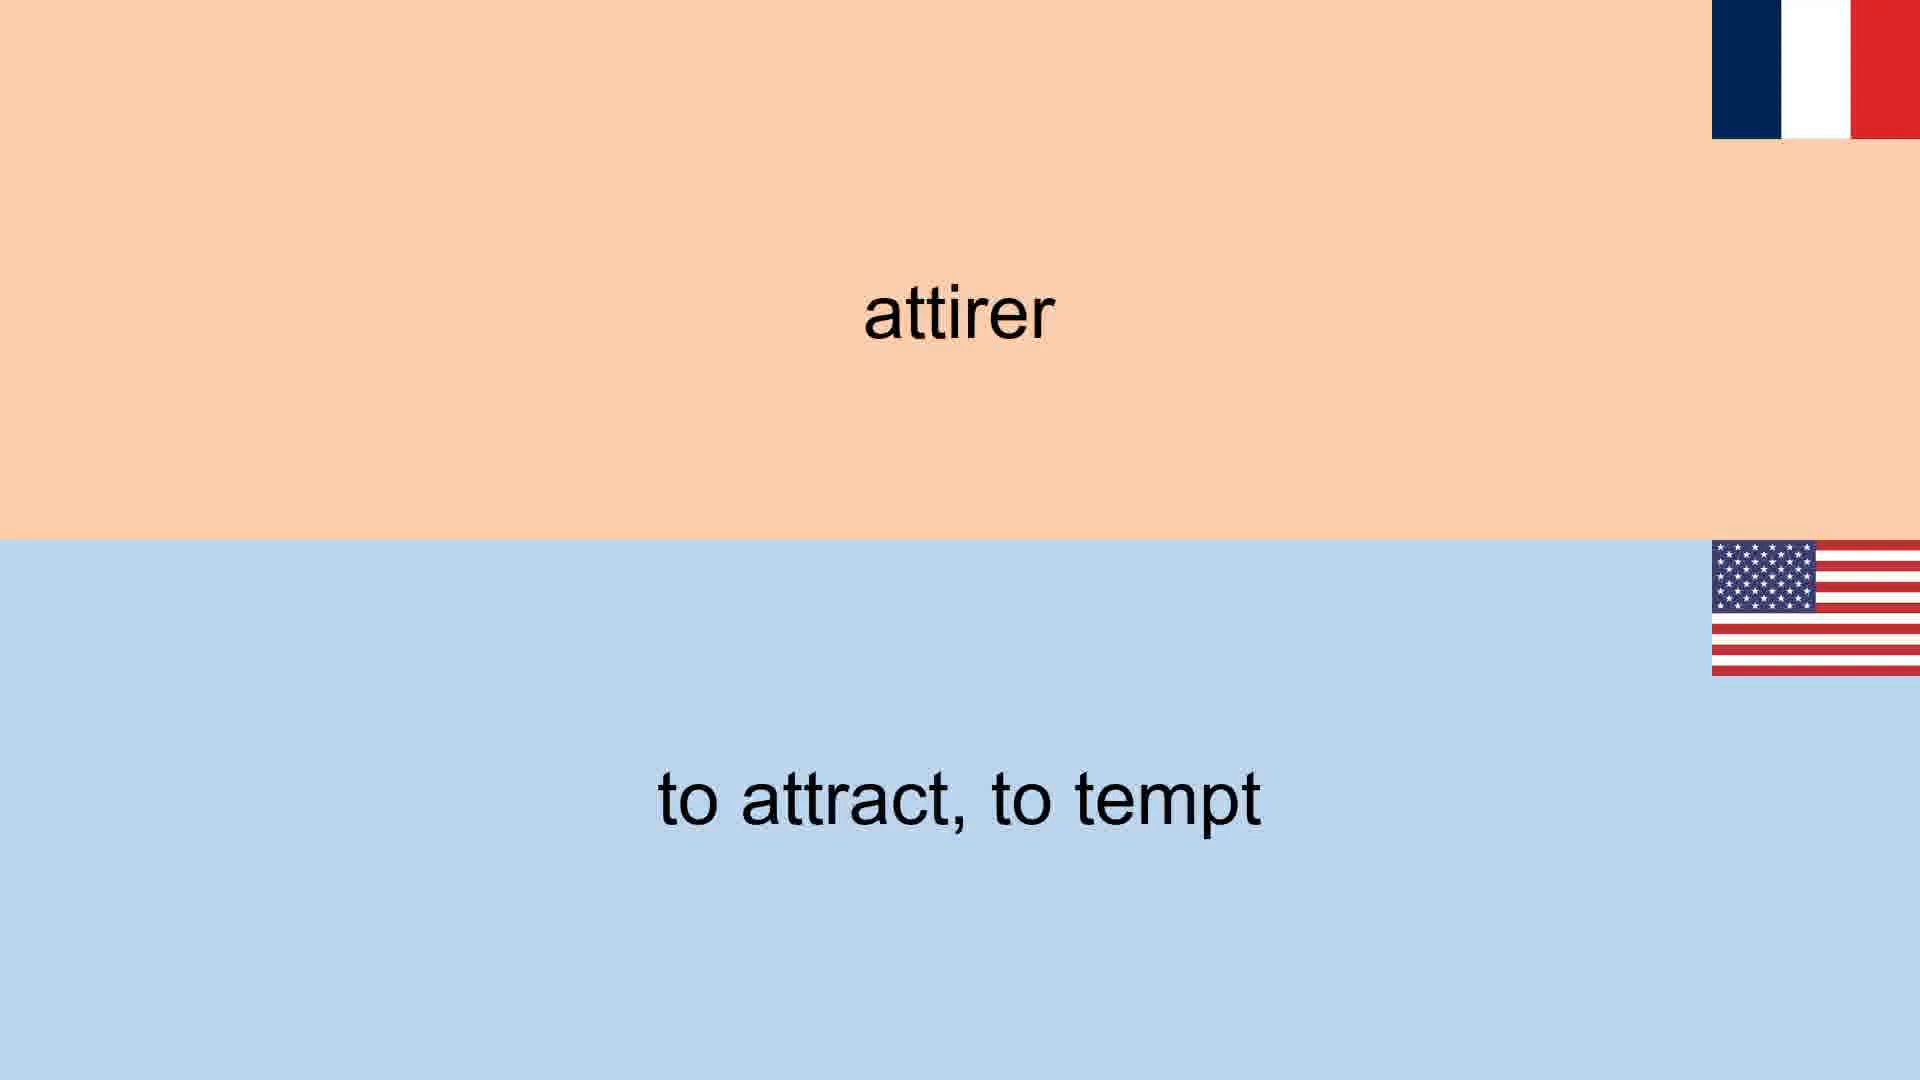 attirer
to attract, to tempt